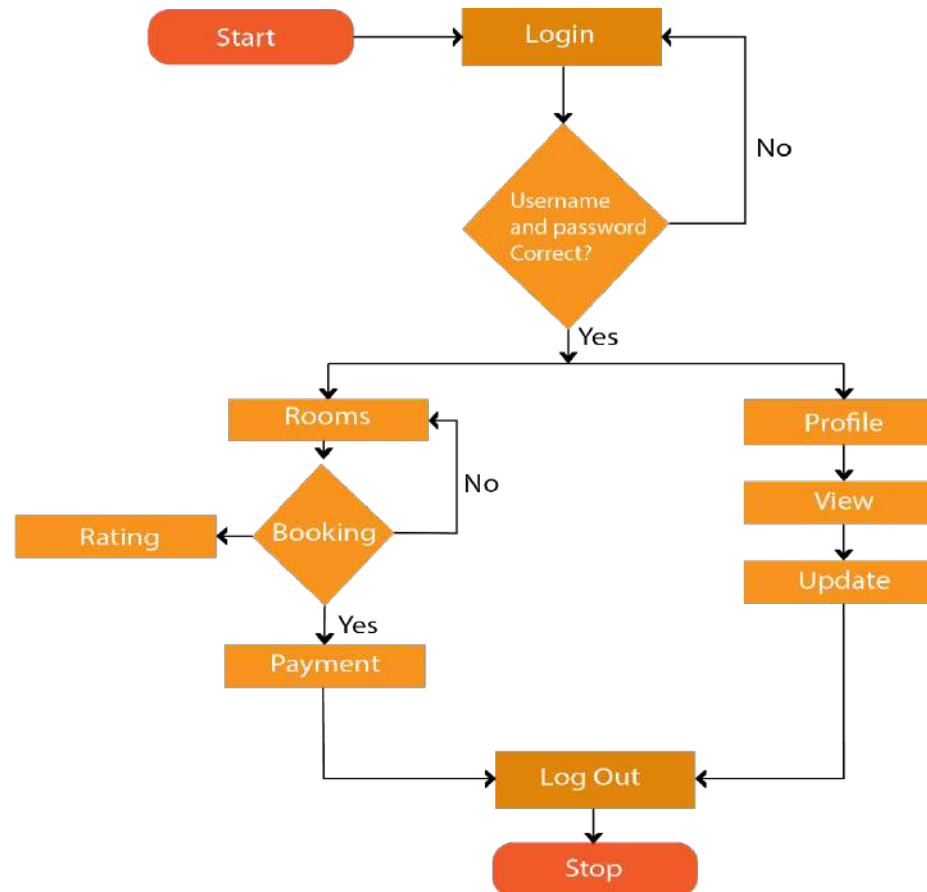 Start
Login
No
Username
and password
Correct?
Yes
Rooms
Profile
No
View
Rating
Booking
Update
Yes
Payment
Log Out
Stop